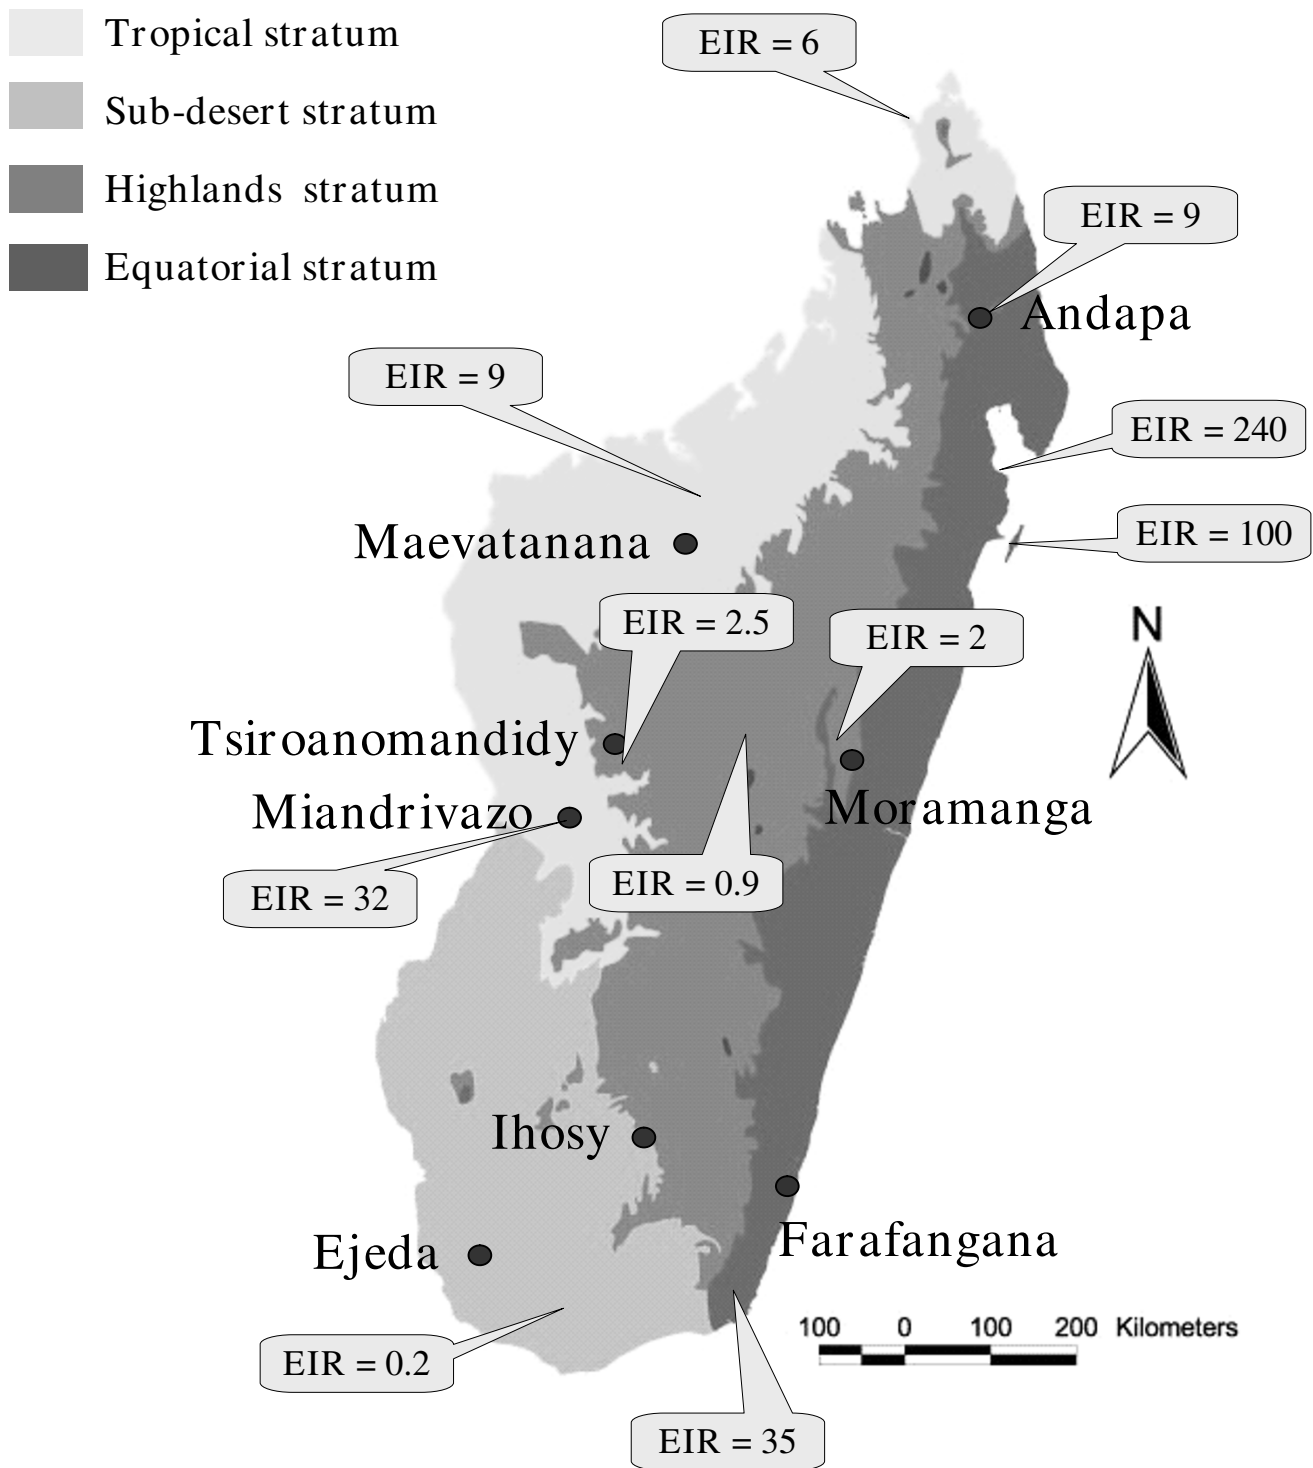 Tropical stratum
Sub-desert stratum
Highlands stratum
Equatorial stratum
EIR = 6
EIR = 9
Andapa
EIR = 9
EIR = 240
EIR = 100
Maevatanana
EIR = 2.5
EIR = 2
N
Tsiroanomandidy
Miandrivazo
Moramanga
EIR = 32
EIR = 0.9
Ihosy
Farafangana
Ejeda
100 0 100 200 Kilometers
EIR = 0.2
EIR = 35